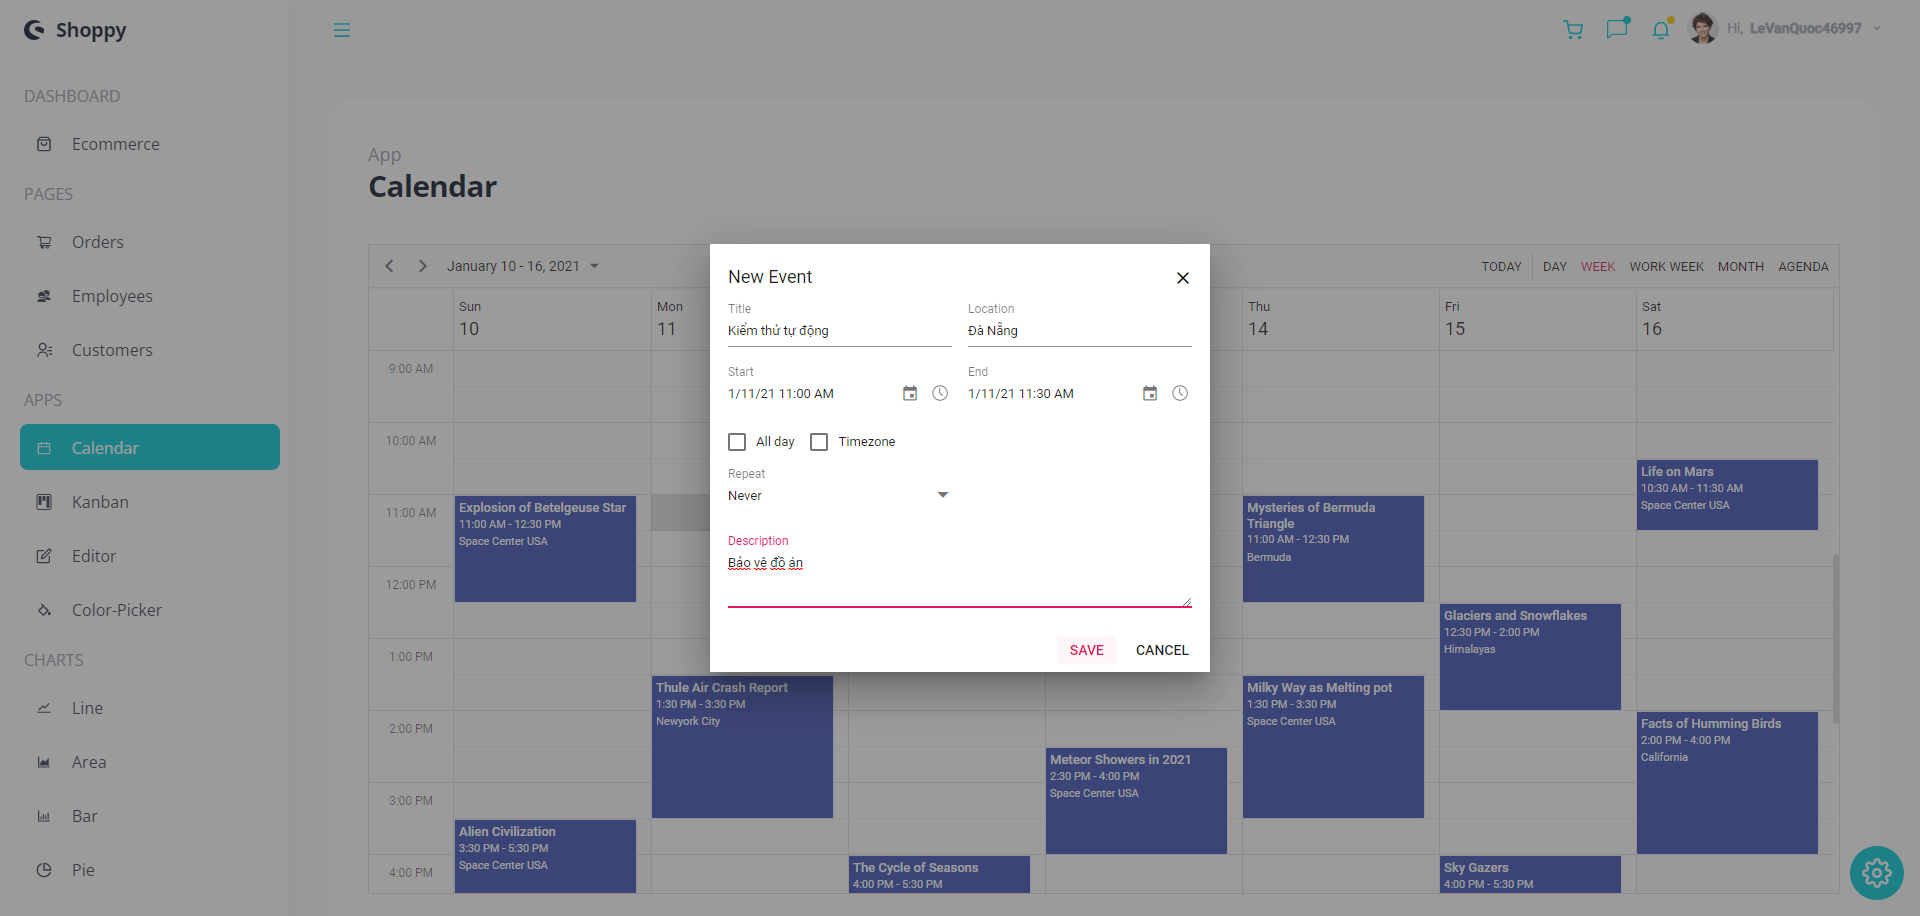 Shoppy
Hi, LeVanQuoc46997
DASHBOARD
Ecommerce
PAGES
Orders
Employees
Customers
APPS
Calendar
Kanban
Editor
Color-Picker
CHARTS
Line
Area
Bar
Pie
App
Calendar
January 10 - 16, 2021
TODAY DAY WEEK WORK WEEK MONTH AGENDA
Sun
10
Mon
11
Thu
14
Fri
15
Sat
16
9:00 AM
10:00 AM
11:00 AM
12:00 PM
1:00 PM
2:00 PM
3:00 PM
4:00 PM
Explosion of Betelgeuse Star
11:00 AM - 12:30 PM
Space Center USA
Alien Civilization
3:30 PM - 5:30 PM
Space Center USA
Thule Air Crash Report
1:30 PM - 3:30 PM
Newyork City
The Cycle of Seasons
4:00 PM - 5:30 PM
Meteor Showers in 2021
2:30 PM - 4:00 PM
Space Center USA
Mysteries of Bermuda
Triangle
11:00 AM - 12:30 PM
Bermuda
Milky Way as Melting pot
1:30 PM - 3:30 PM
Space Center USA
Glaciers and Snowflakes
12:30 PM - 2:00 PM
Himalayas
Sky Gazers
4:00 PM - 5:30 PM
Life on Mars
10:30 AM - 11:30 AM
Space Center USA
Facts of Humming Birds
2:00 PM - 4:00 PM
California
New Event
Title
Kiểm thử tự động
Location
Đà Nẵng
Start
1/11/21 11:00 AM
End
1/11/21 11:30 AM
All day Timezone
Repeat
Never
Description
Bảo vệ đồ án
SAVE CANCEL